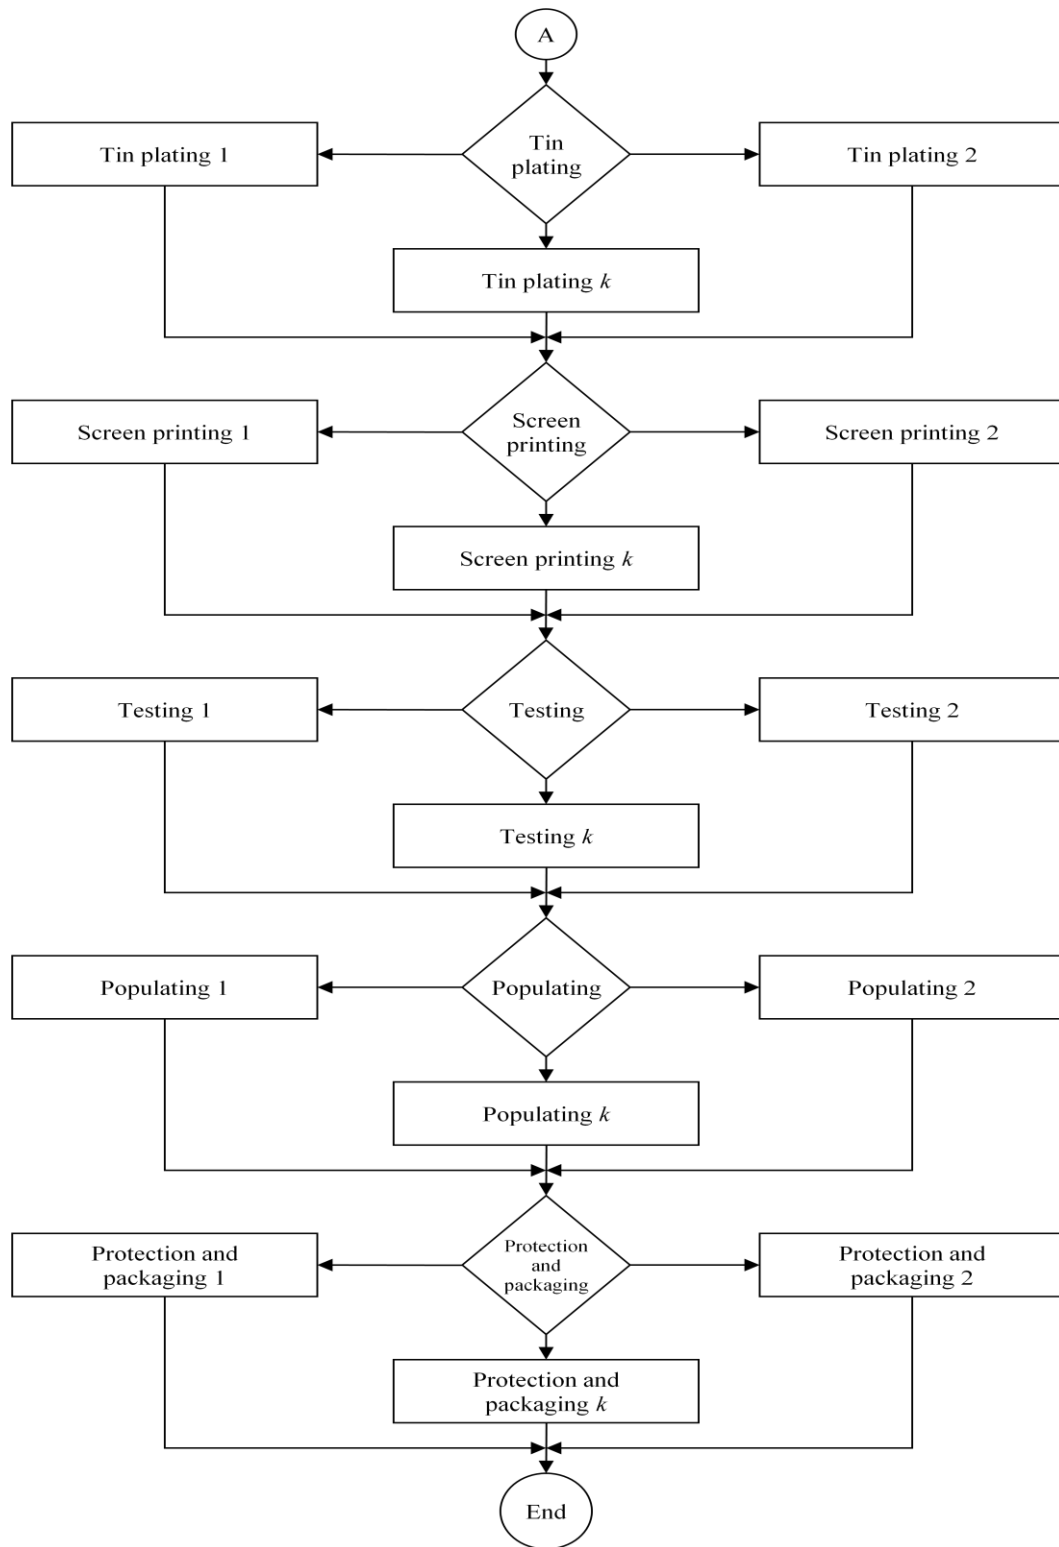 A
Tin
plating
Tin plating 1
Tin plating 2
Tin plating k
Screen
printing
Screen printing 1
Screen printing 2
Screen printing k
Testing
Testing 1
Testing 2
Testing k
Populating
Populating 1
Populating 2
Populating k
Protection
and
packaging
Protection and
packaging 1
Protection and
packaging 2
Protection and
packaging k
End